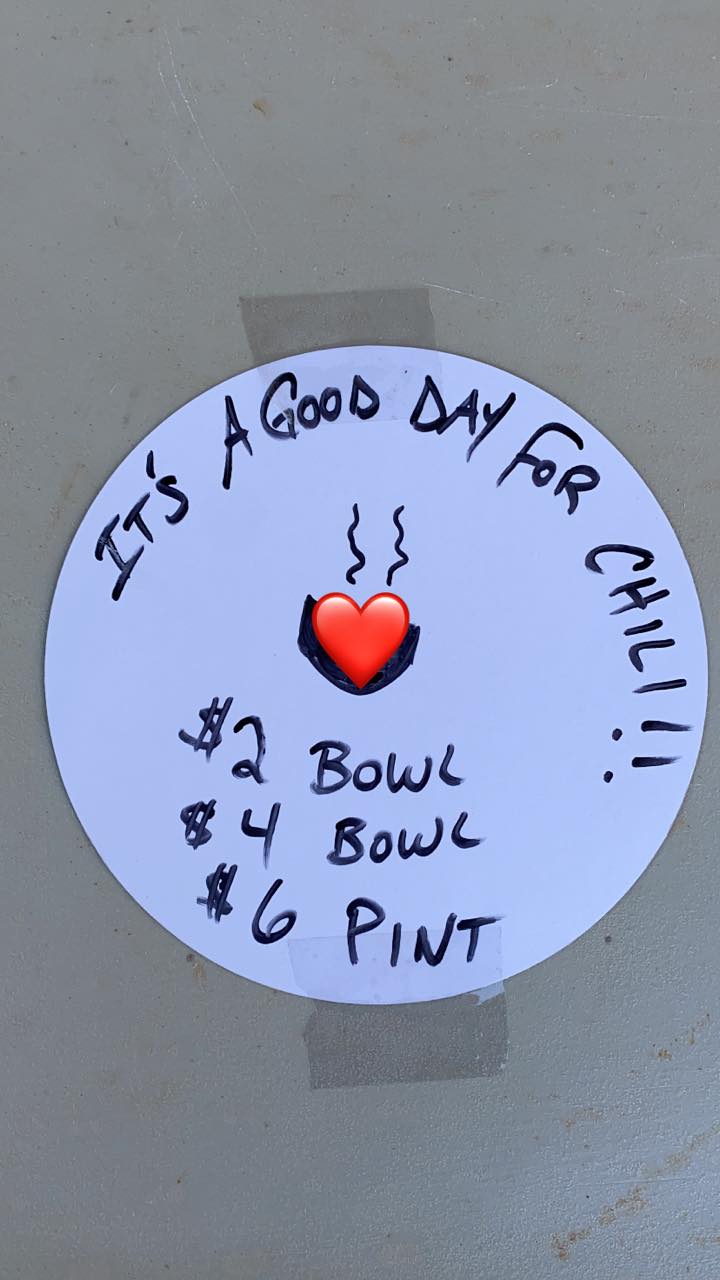 IT'S A GOOD DAY FOR CHILI!!
$2 BOWL
$4 BOWL
$6 PINT